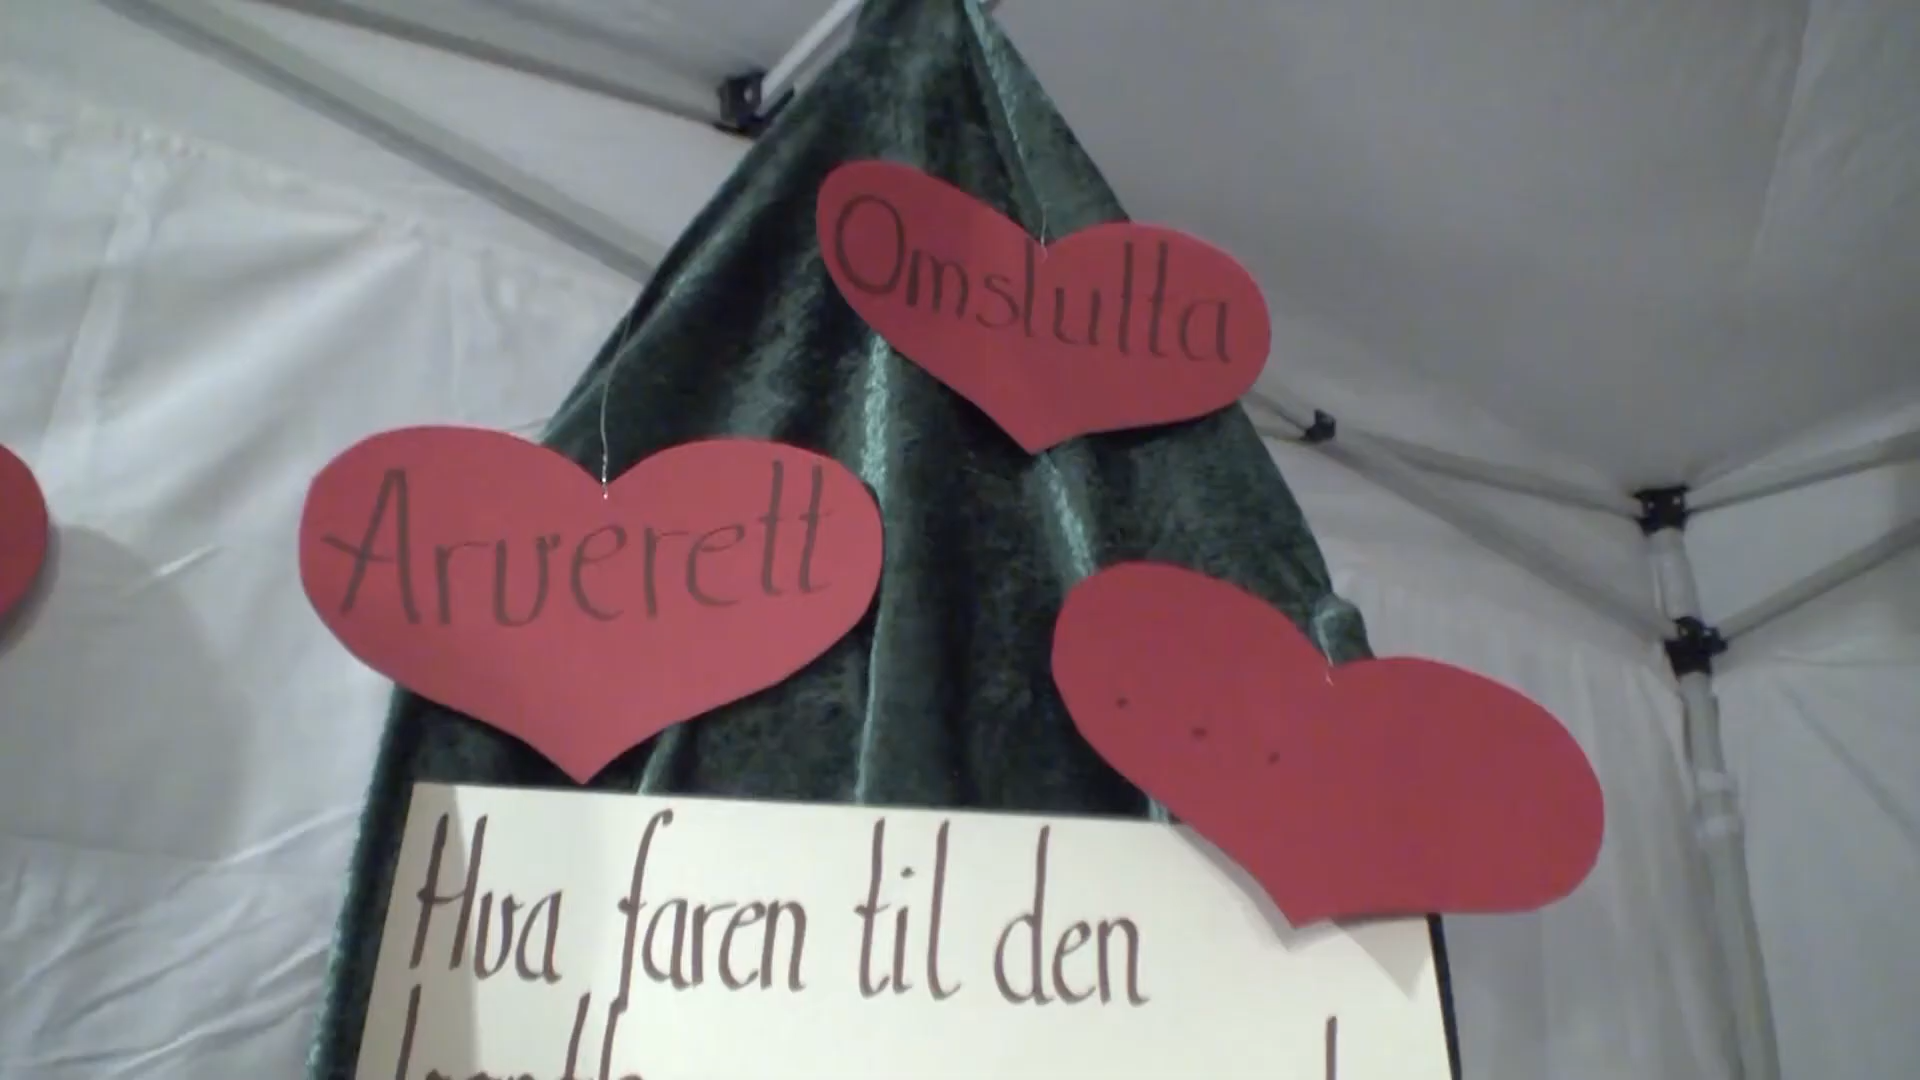 Omslutta
Arverett
...
Hva faren til den